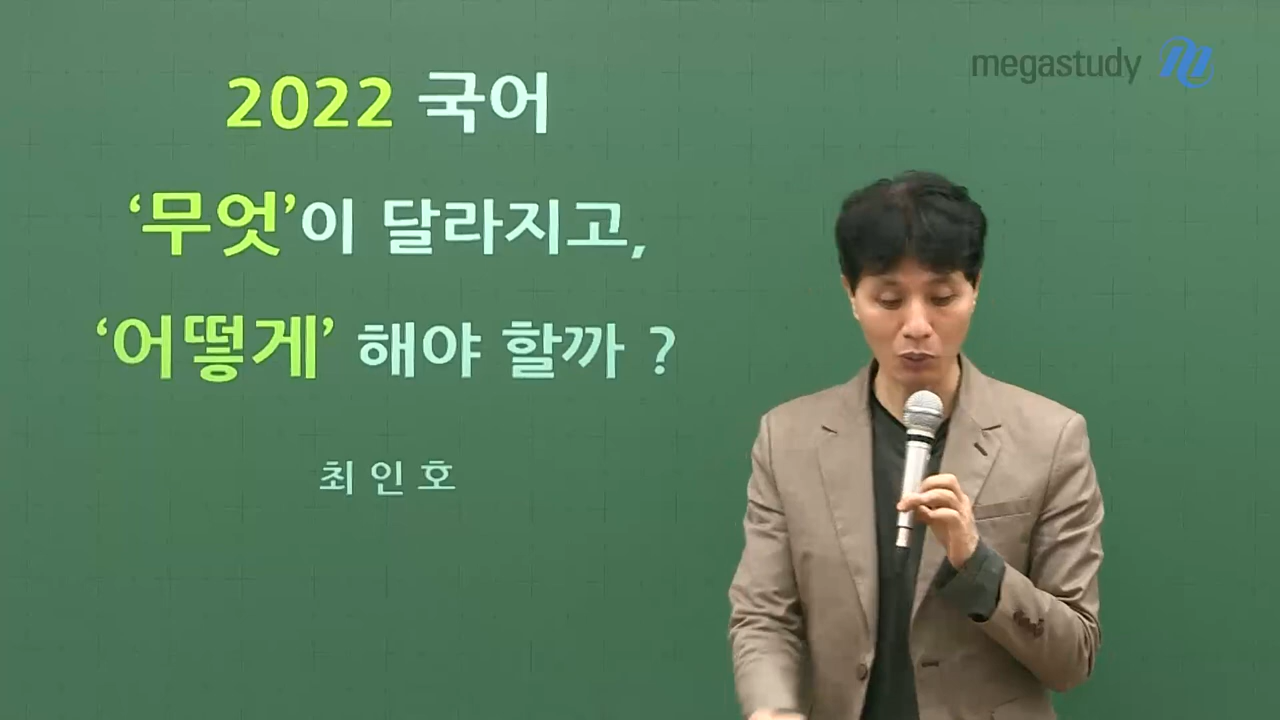 megastudy
2022 국어
‘무엇’이 달라지고,
‘어떻게’ 해야 할까 ?
최 인 호